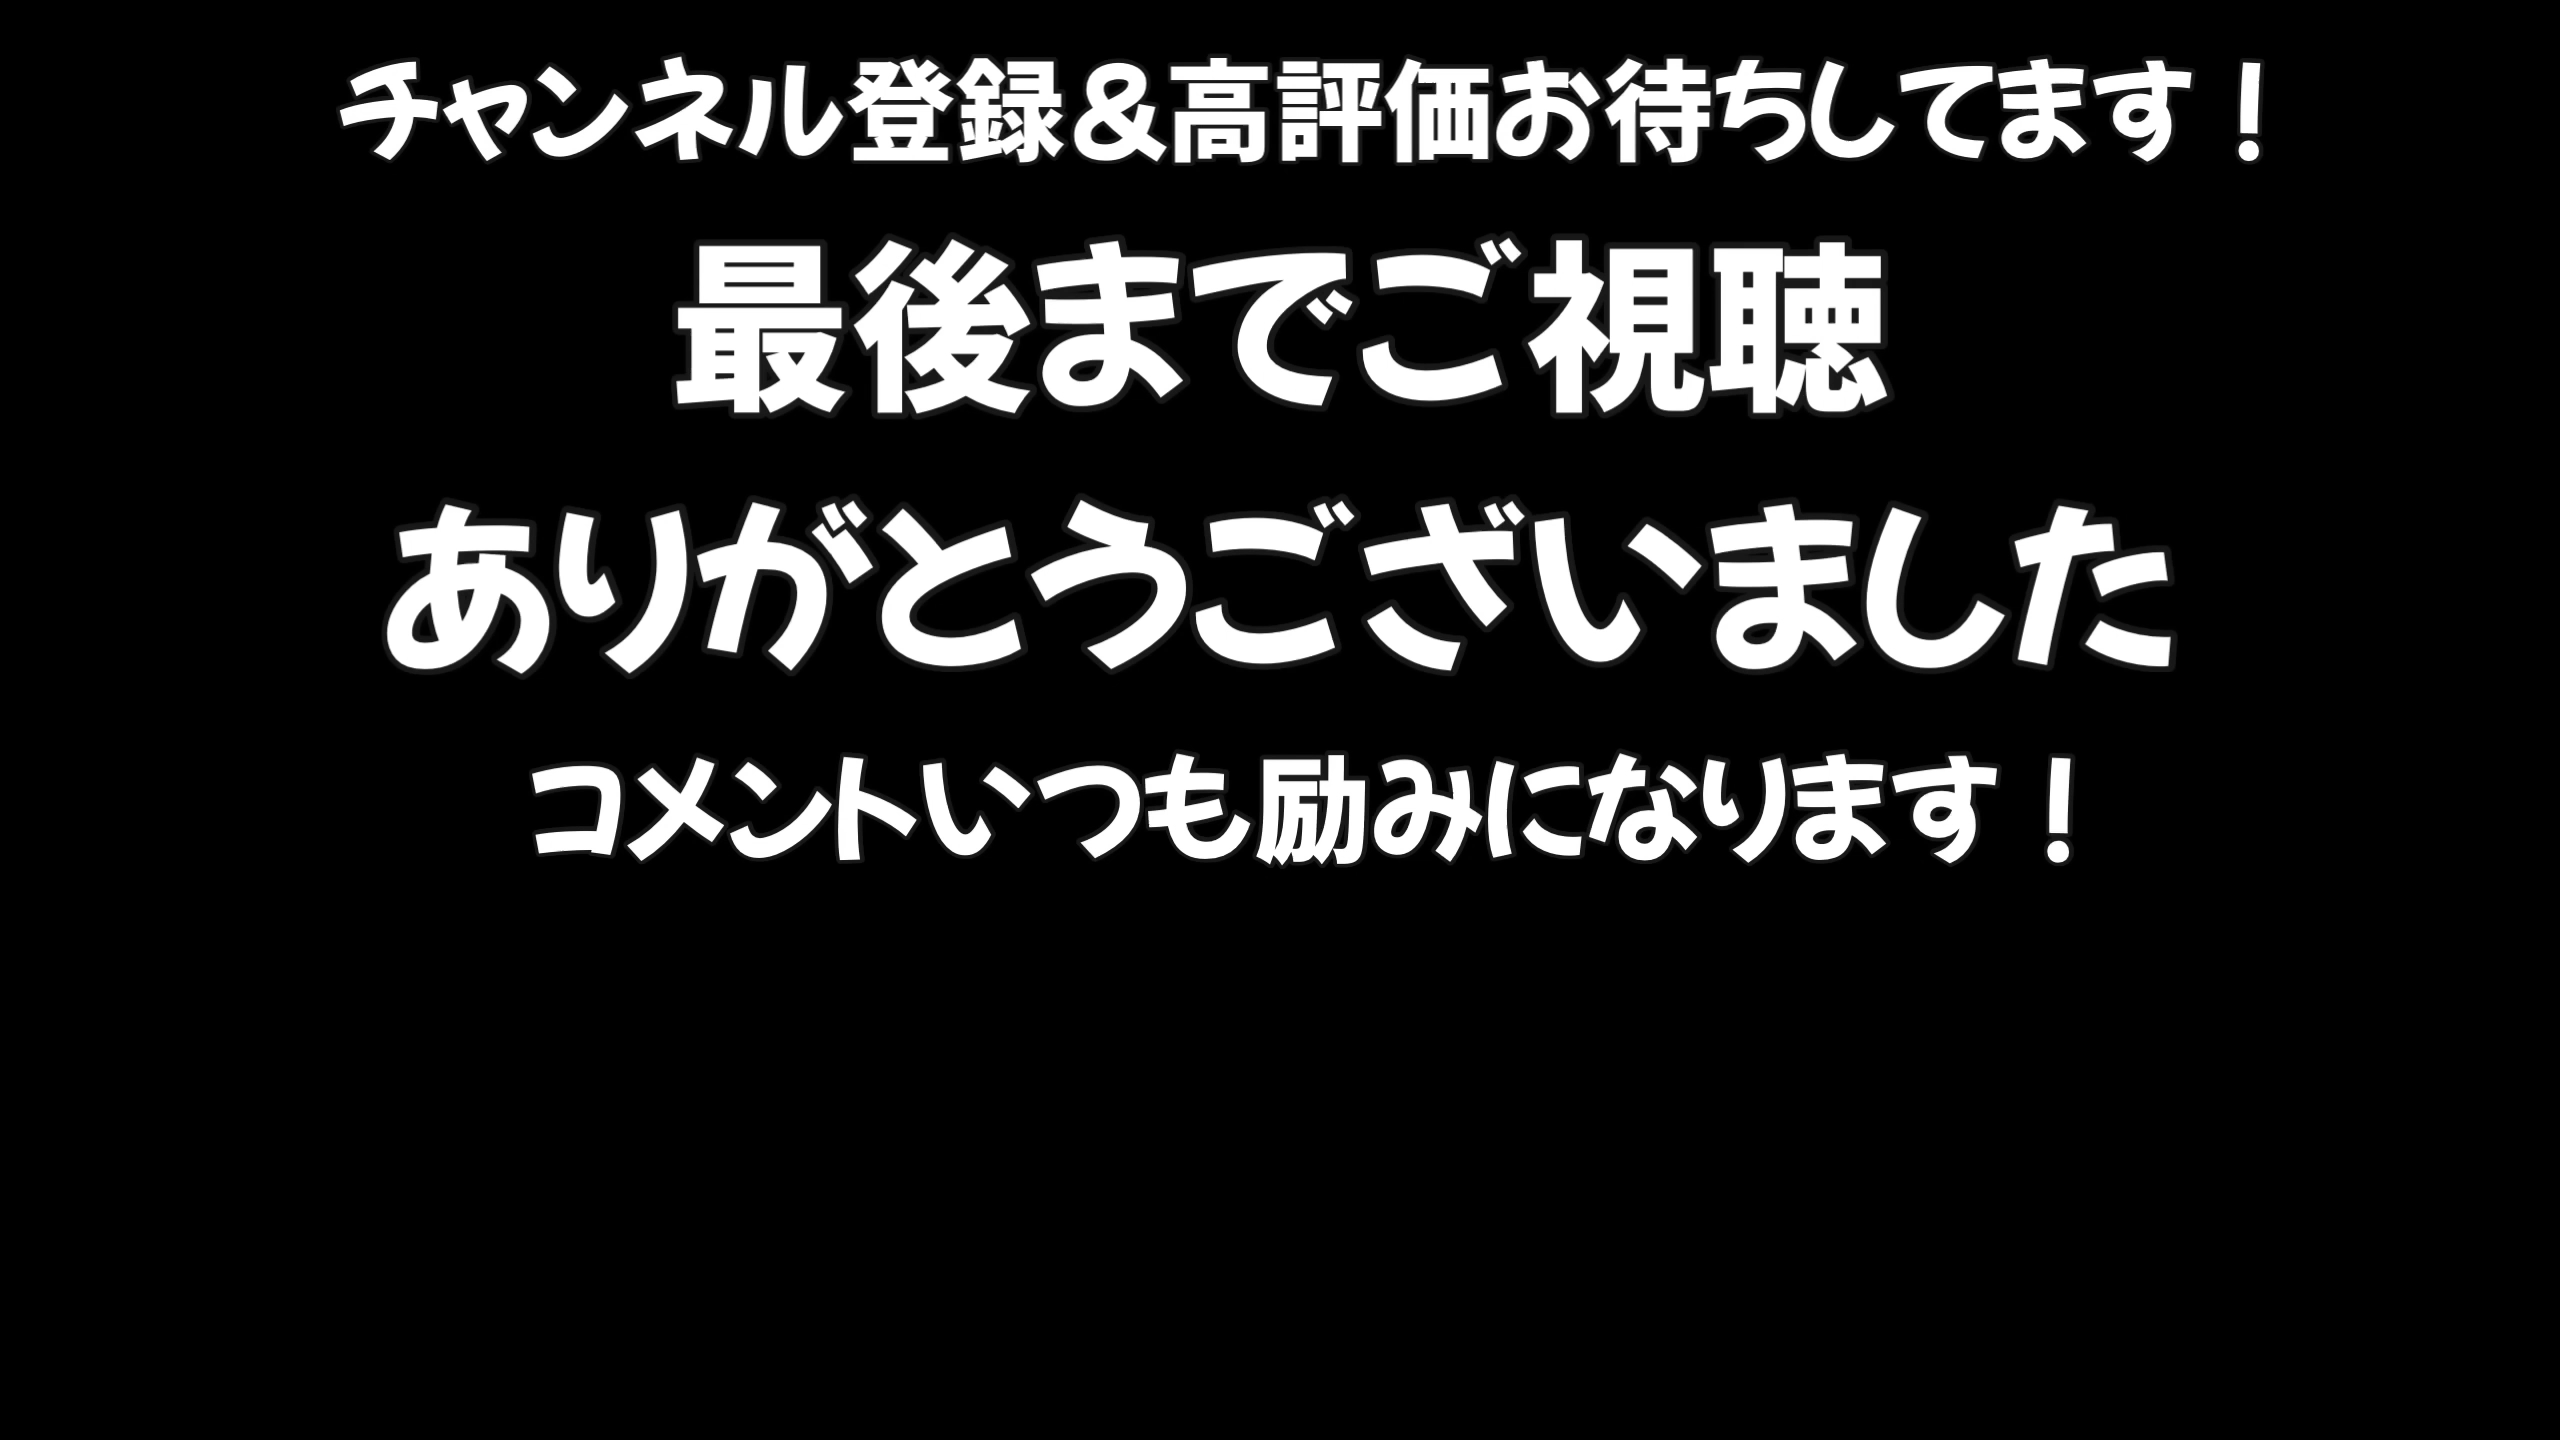 チャンネル登録＆高評価お待ちしてます！
最後までご視聴
ありがとうございました
コメントいつも励みになります！